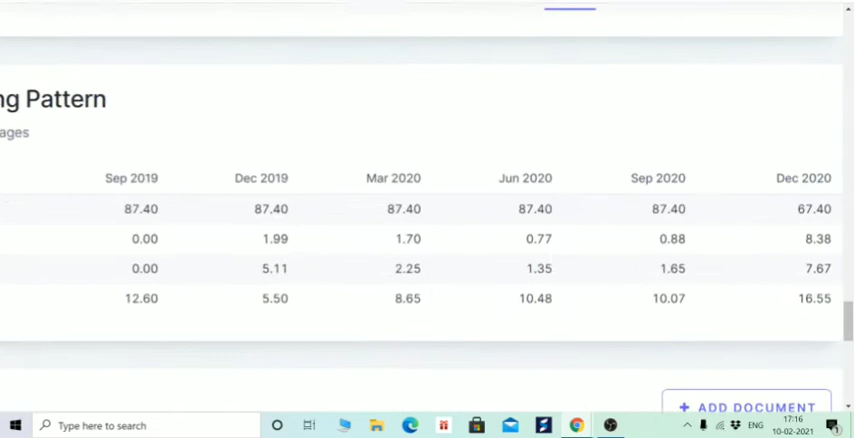 ng Pattern
ages
Sep 2019 Dec 2019 Mar 2020 Jun 2020 Sep 2020 Dec 2020
87.40 87.40 87.40 87.40 87.40 67.40
0.00 1.99 1.70 0.77 0.88 8.38
0.00 5.11 2.25 1.35 1.65 7.67
12.60 5.50 8.65 10.48 10.07 16.55
+ ADD DOCUMENT
Type here to search
ENG
17:16
10-02-2021
1